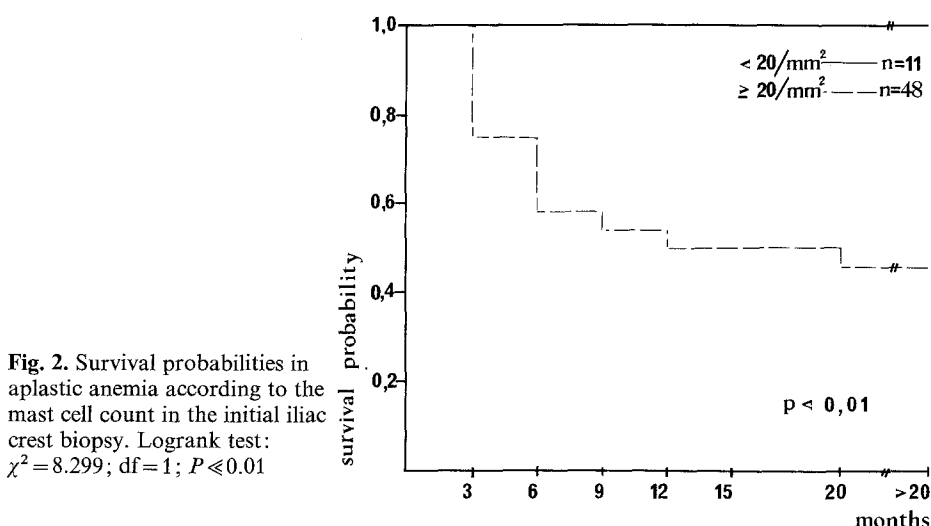 1,0
< 20/mm² n=11
≥ 20/mm² n=48
0,8
0,6
0,4
0,2
survival probability
p < 0,01
3 6 9 12 15 20 >20
months
Fig. 2. Survival probabilities in
aplastic anemia according to the
mast cell count in the initial iliac
crest biopsy. Logrank test:
χ²=8.299; df=1; P≪0.01